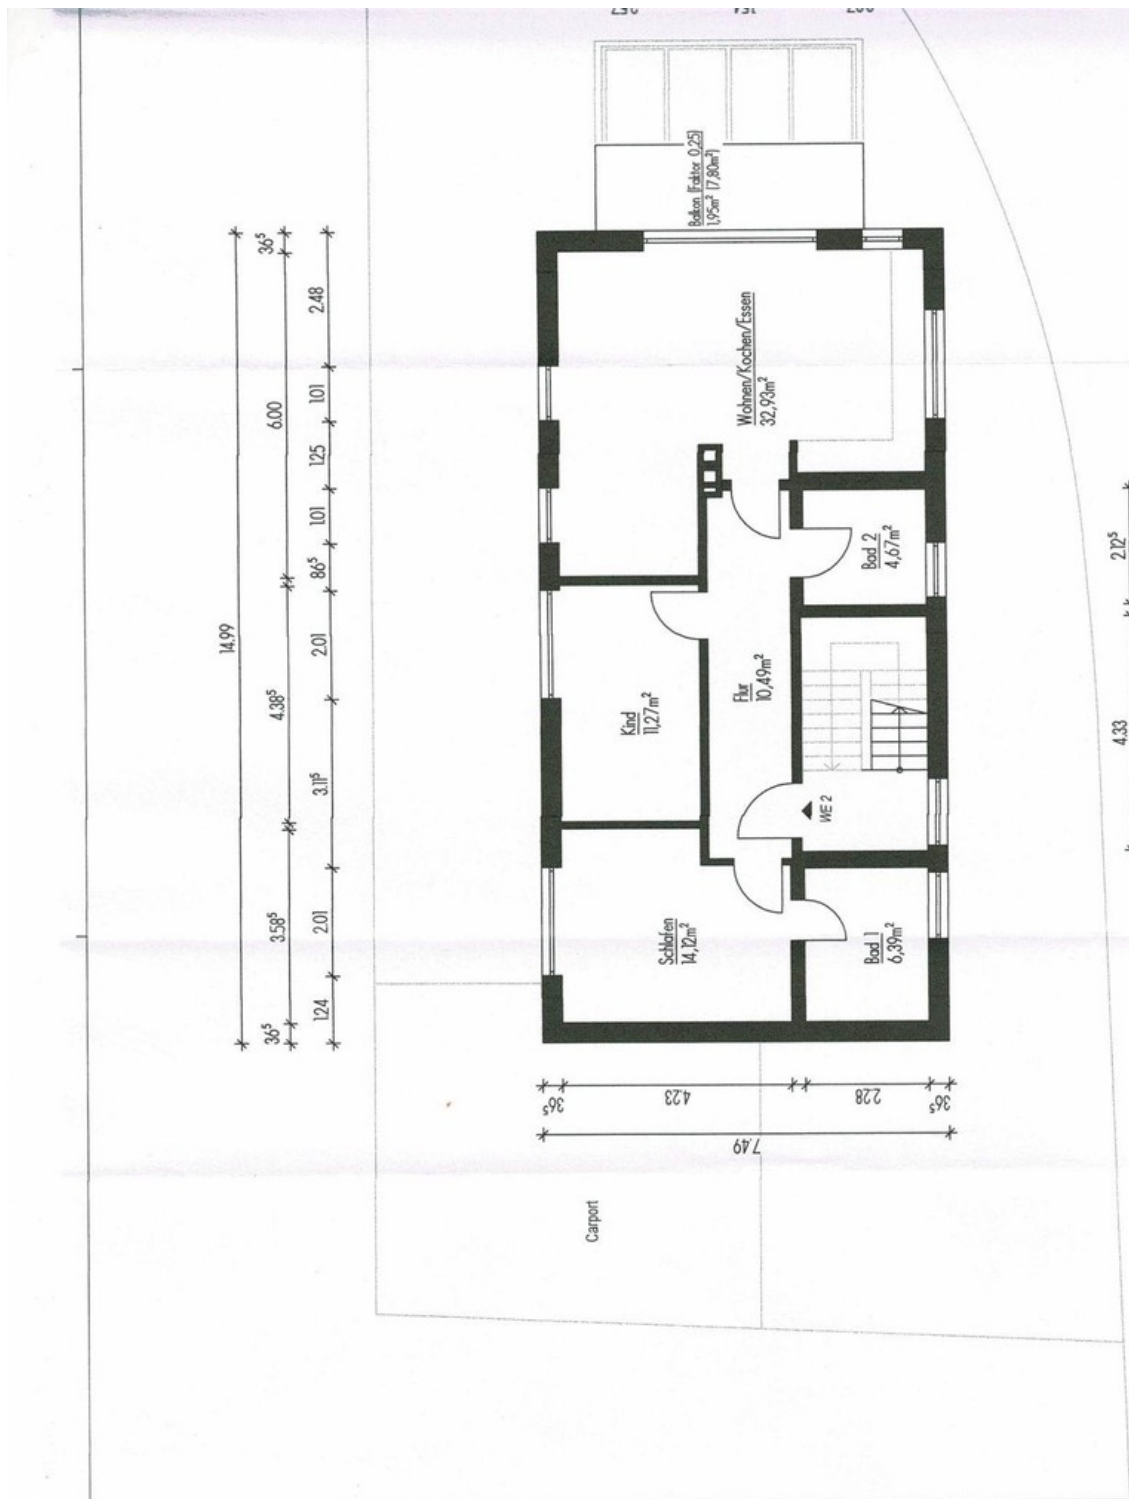 14.99
36⁵
3.58⁵
4.38⁵
6.00
36⁵
1.24
2.01
3.11⁵
2.01
86⁵
1.01
1.25
1.01
2.48
36⁵
4.23
2.28
36⁵
7.49
Carport
Schlafen
14,12m²
Kind
11,27m²
Balkon (Faktor 0,25)
1,95m² (7,80m²)
Wohnen/Kochen/Essen
32,93m²
Flur
10,49m²
WE 2
Bad 1
6,39m²
Bad 2
4,67m²
4.33
2.12⁵